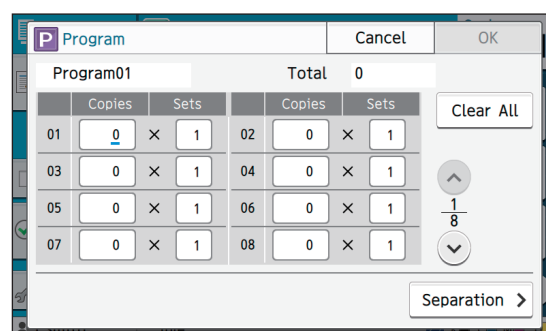 P Program Cancel OK
Program01 Total 0
Copies Sets Copies Sets Clear All
01 0 × 1 02 0 × 1
03 0 × 1 04 0 × 1
05 0 × 1 06 0 × 1
1
8
07 0 × 1 08 0 × 1
Separation